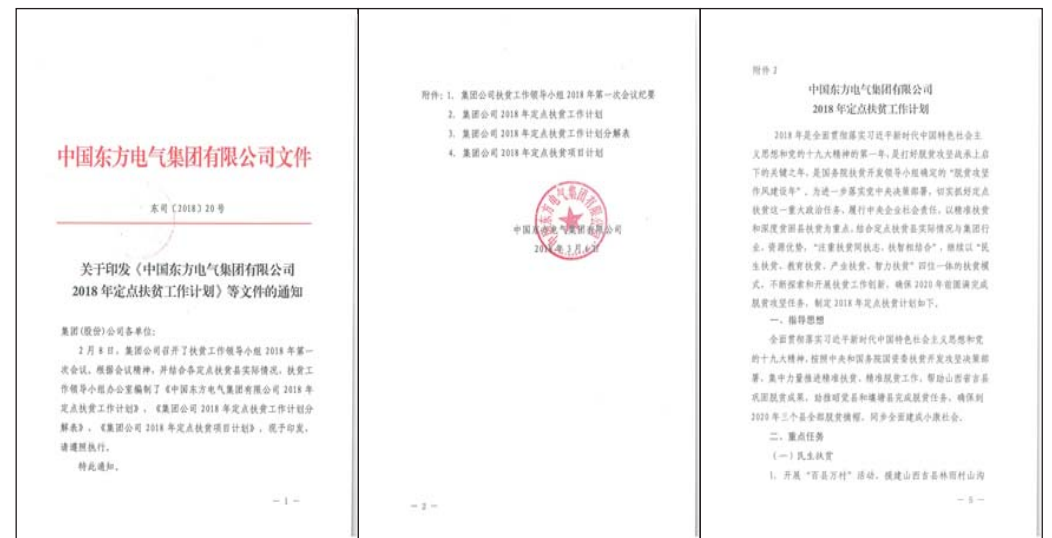 中国东方电气集团有限公司文件
东司〔2018〕20号
关于印发《中国东方电气集团有限公司
2018年定点扶贫工作计划》等文件的通知
集团(股份)公司各单位:
2月8日，集团公司召开了扶贫工作领导小组2018年第一
次会议。根据会议精神，并结合各定点扶贫县实际情况，扶贫工
作领导小组办公室编制了《中国东方电气集团有限公司2018年
定点扶贫工作计划》、《集团公司2018年定点扶贫工作计划分
解表》、《集团公司2018年定点扶贫项目计划》，现予印发，
请遵照执行。
特此通知。
— 1 —
附件: 1. 集团公司扶贫工作领导小组2018年第一次会议纪要
2. 集团公司2018年定点扶贫工作计划
3. 集团公司2018年定点扶贫工作计划分解表
4. 集团公司2018年定点扶贫项目计划
中国东方电气集团有限公司
2018年3月6日
— 2 —
附件2
中国东方电气集团有限公司
2018年定点扶贫工作计划
2018年是全面贯彻落实习近平新时代中国特色社会主
义思想和党的十九大精神的第一年，是打好脱贫攻坚战承上启
下的关键之年，是国务院扶贫开发领导小组确定的“脱贫攻坚
作风建设年”。为进一步落实党中央决策部署，切实抓好定点
扶贫这一重大政治任务，履行中央企业社会责任，以精准扶贫
和深度贫困县扶贫为重点，结合定点扶贫县实际情况与集团行
业、资源优势，“注重扶贫同扶志、扶智相结合”，继续以“民
生扶贫、教育扶贫、产业扶贫、智力扶贫”四位一体的扶贫模
式，不断探索和开展扶贫工作创新，确保2020年前圆满完成
脱贫攻坚任务，制定2018年定点扶贫计划如下。
一、指导思想
全面贯彻落实习近平新时代中国特色社会主义思想和党
的十九大精神，按照中央和国务院国资委扶贫开发攻坚决策部
署，集中力量推进精准扶贫、精准脱贫工作，帮助山西省吉县
巩固脱贫成果，助推昭觉县和壤塘县完成脱贫任务，确保到
2020年三个县全部脱贫摘帽，同步全面建成小康社会。
二、重点任务
(一)民生扶贫
1. 开展“百县万村”活动，援建山西吉县林雨村山沟
— 5 —